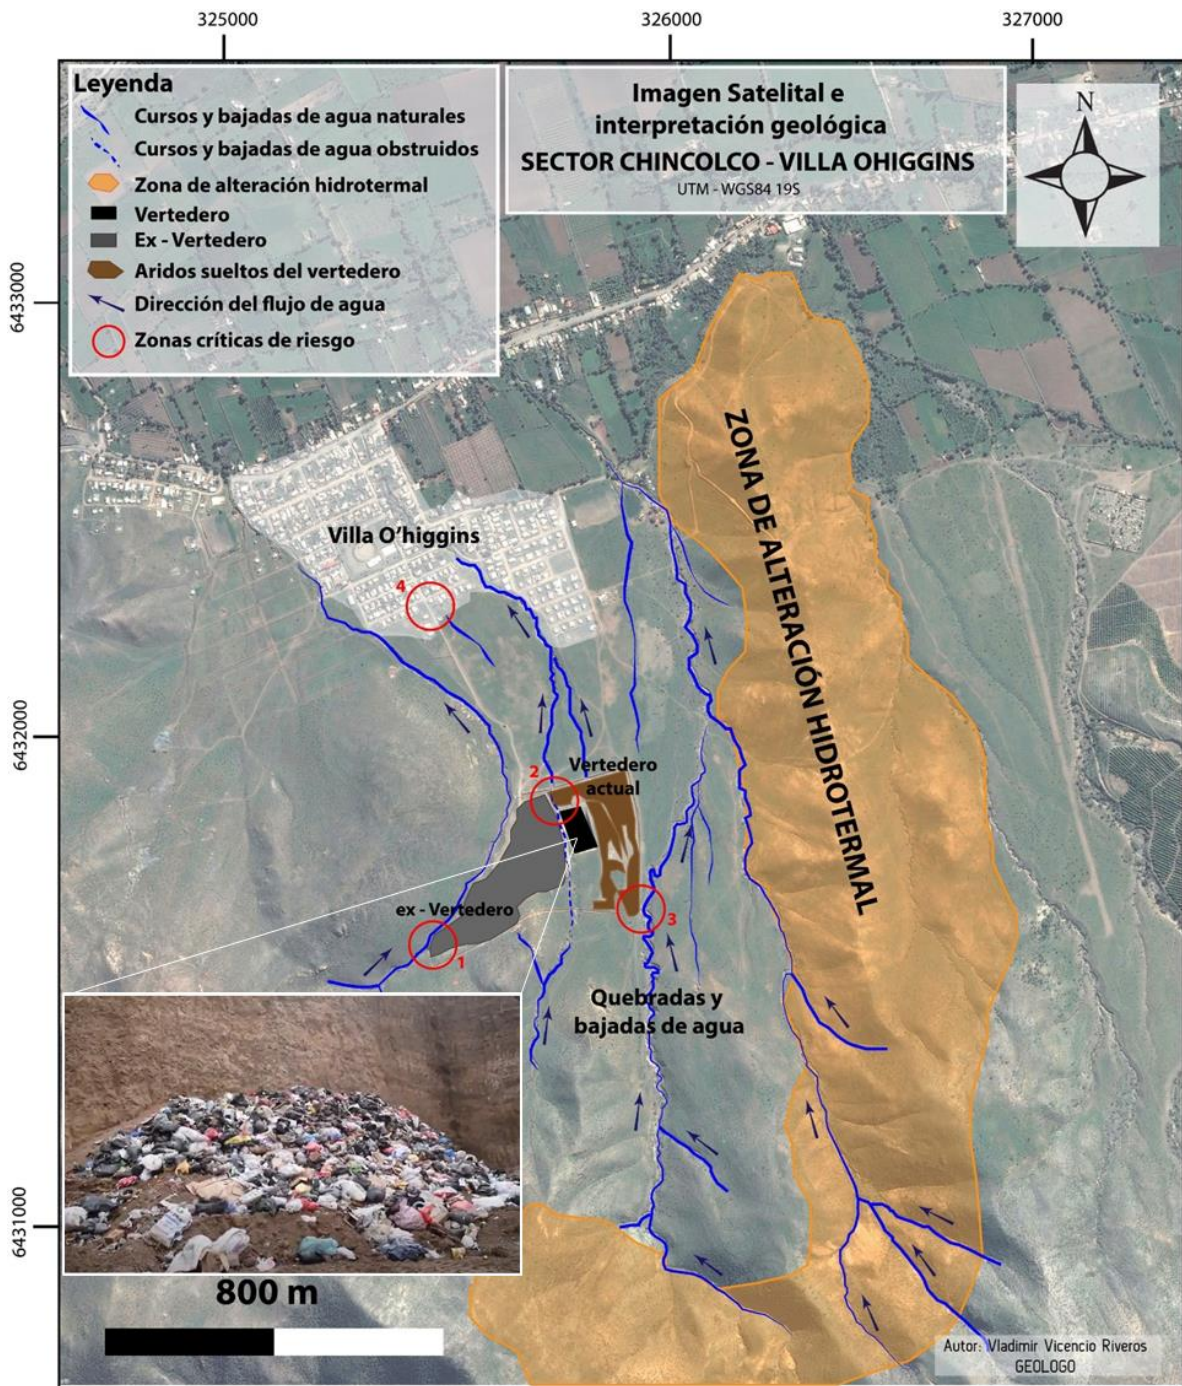 325000
326000
327000
Leyenda
Cursos y bajadas de agua naturales
Cursos y bajadas de agua obstruidos
Zona de alteración hidrotermal
Vertedero
Ex - Vertedero
Aridos sueltos del vertedero
Dirección del flujo de agua
Zonas críticas de riesgo
Imagen Satelital e
interpretación geológica
SECTOR CHINCOLCO - VILLA OHIGGINS
UTM - WGS84 19S
N
6433000
6432000
6431000
Villa O'higgins
4
ZONA DE ALTERACIÓN HIDROTERMAL
2
Vertedero
actual
ex - Vertedero
1
3
Quebradas y
bajadas de agua
800 m
Autor: Vladimir Vicencio Riveros
GEOLOGO